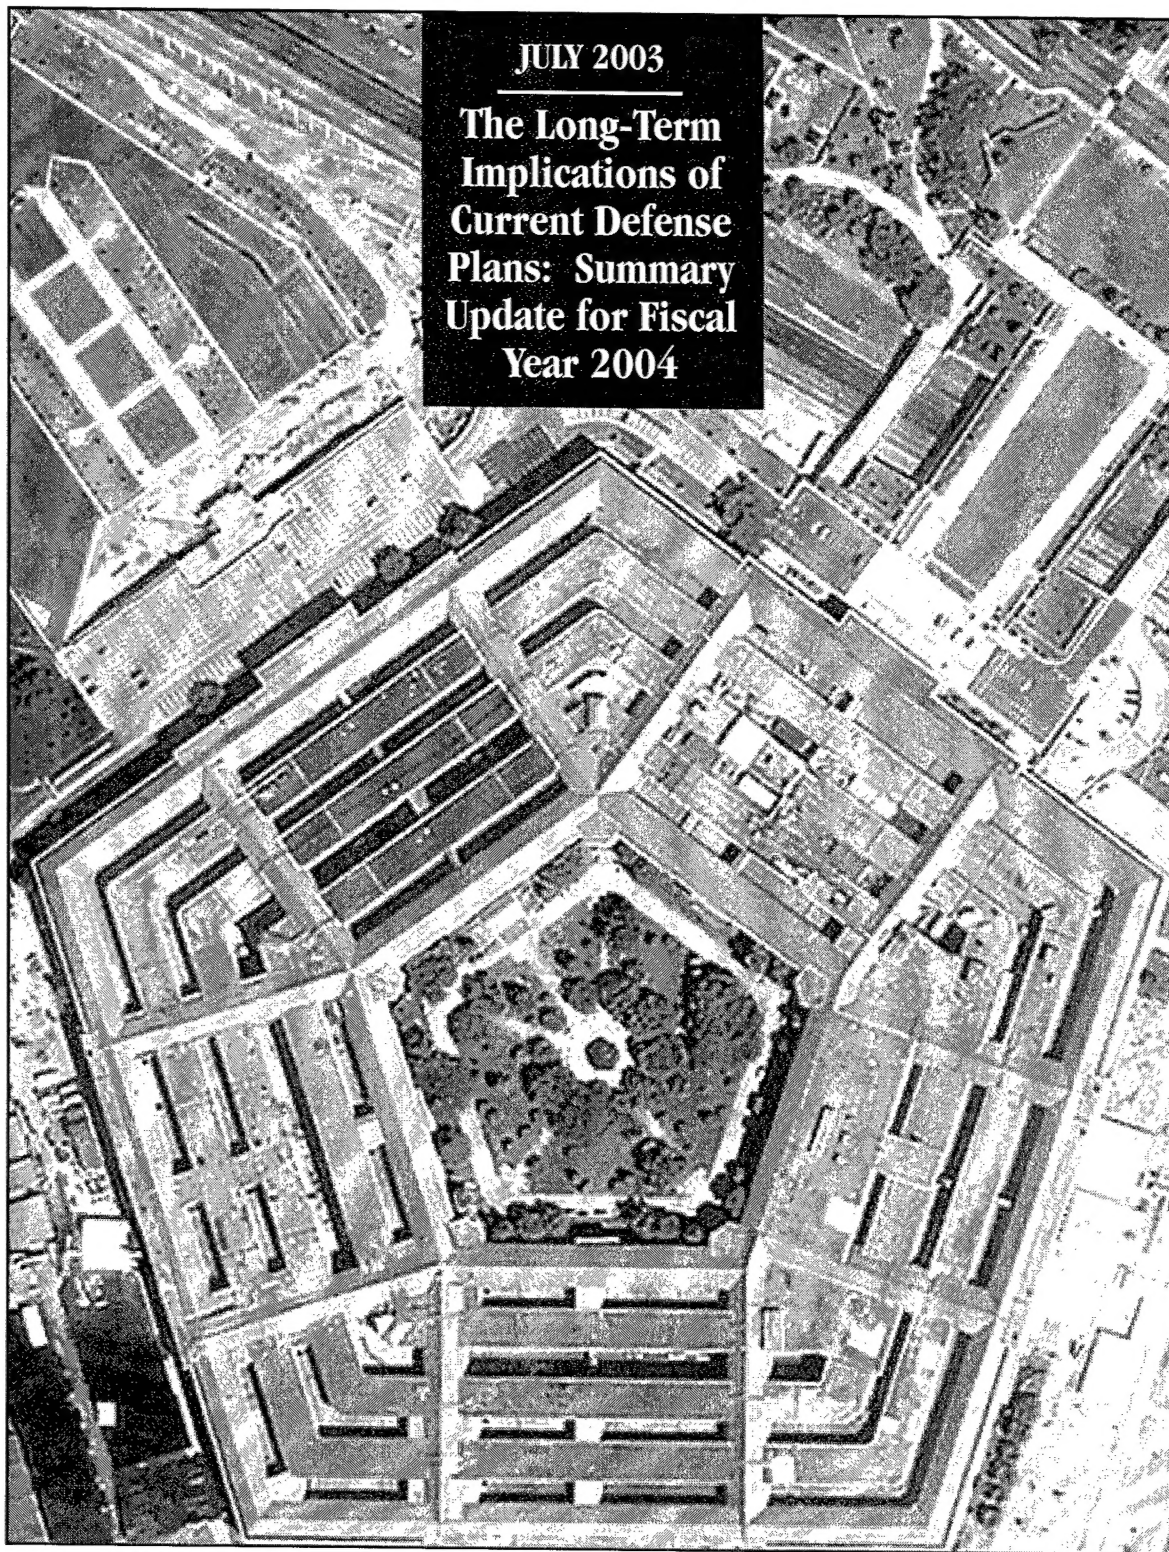 JULY 2003
The Long-Term
Implications of
Current Defense
Plans: Summary
Update for Fiscal
Year 2004